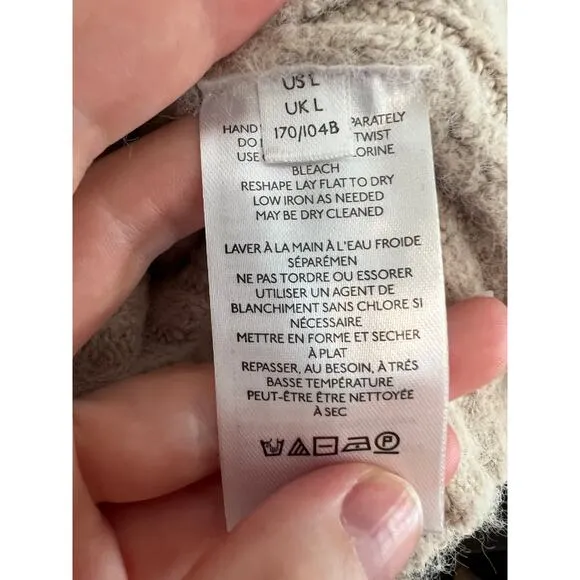 US L
UK L
170/104B
HAND PARATELY
DO TWIST
USE LORINE
BLEACH
RESHAPE LAY FLAT TO DRY
LOW IRON AS NEEDED
MAY BE DRY CLEANED
LAVER À LA MAIN À L'EAU FROIDE
SÉPARÉMEN
NE PAS TORDRE OU ESSORER
UTILISER UN AGENT DE
BLANCHIMENT SANS CHLORE SI
NÉCESSAIRE
METTRE EN FORME ET SECHER
À PLAT
REPASSER, AU BESOIN, À TRÉS
BASSE TEMPÉRATURE
PEUT-ÊTRE ÊTRE NETTOYÉE
À SEC
P